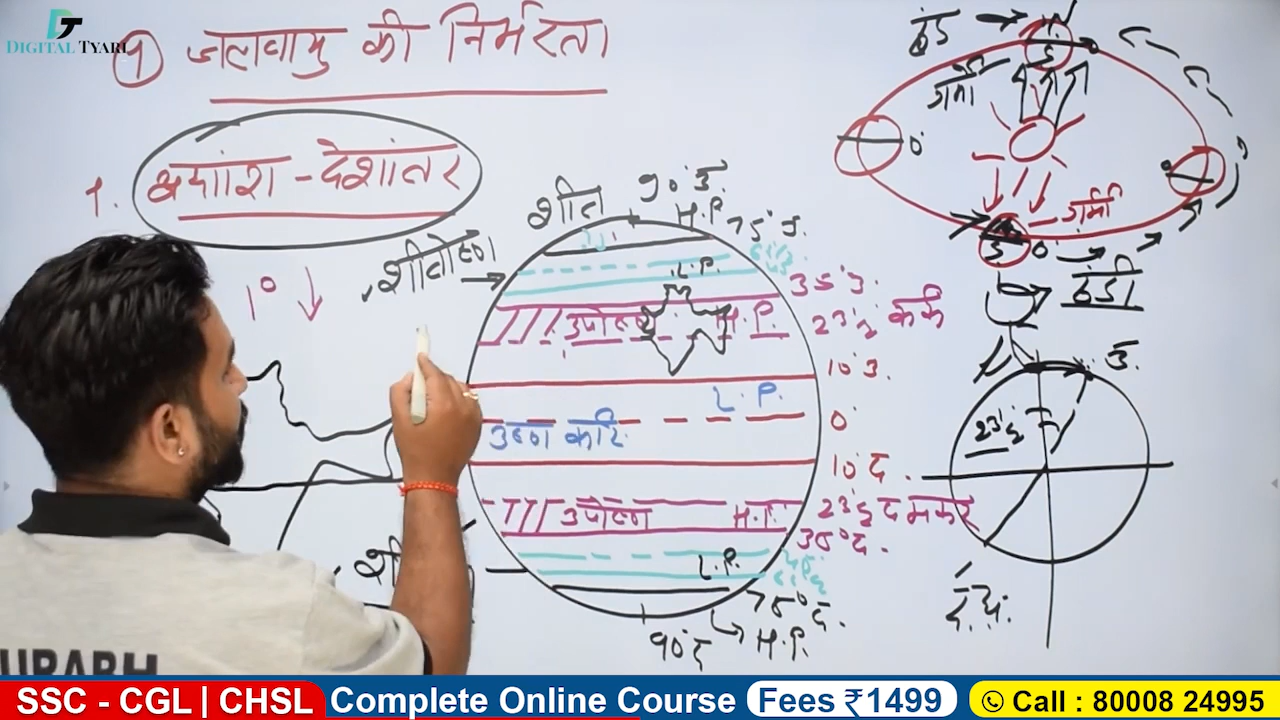 DIGITAL TYARI
जलवायु की निर्भरता
1. अक्षांश - देशांतर
1° ↓
शीतोष्ण
शीत
90° उ.
H.P.
75° उ.
L.P.
35° उ.
उपोष्ण
H.P.
23½ कर्क
10° उ.
L.P.
0°
उष्ण कटि.
10° द.
उपोष्ण
H.P.
23½ द मकर
35° द.
L.P.
75° द.
H.P.
90° द
ठंड
गर्मी
0°
गर्मी
ठंडी
उ.
23½
द.ध्रु.
URABH
SSC - CGL | CHSL Complete Online Course Fees ₹1499 Call : 80008 24995